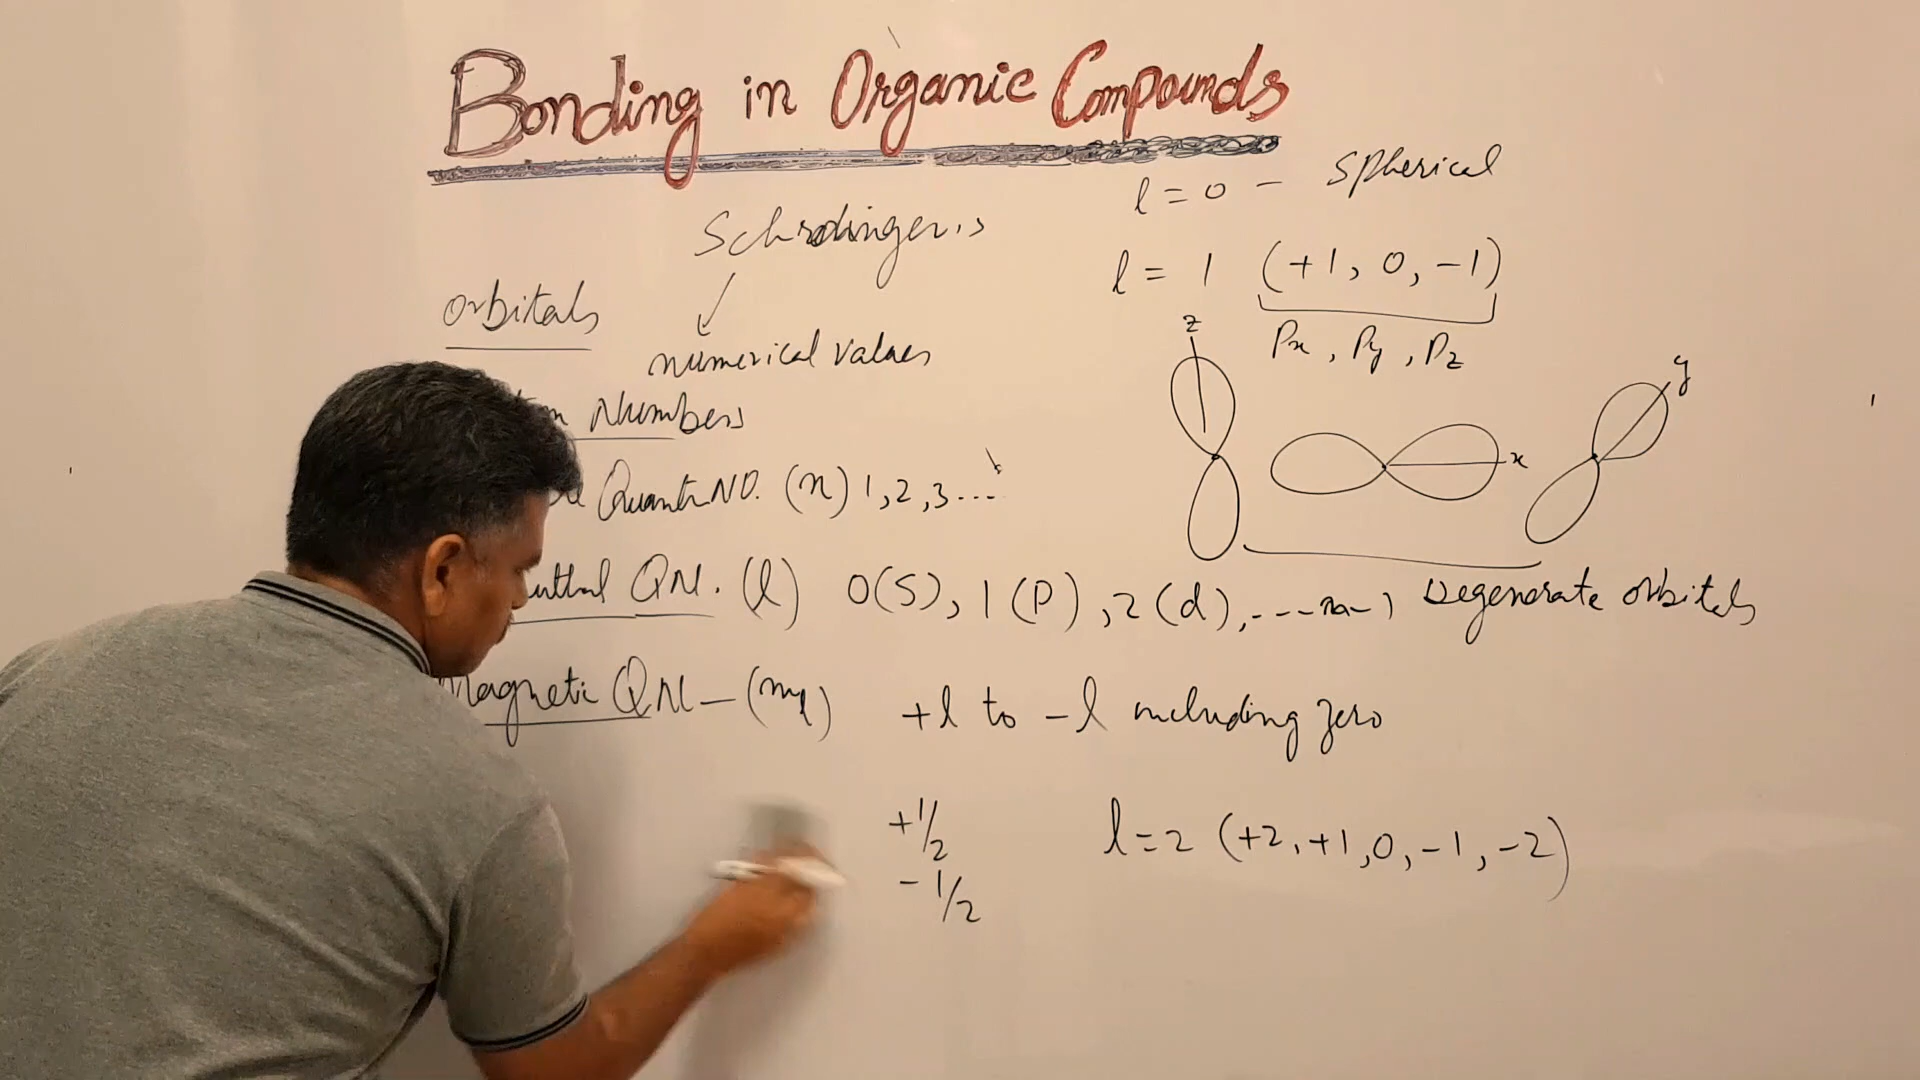 Bonding in Organic Compounds
Schrodinger's
orbitals
numerical values
Numbers
Quantm NO. (n) 1, 2, 3 ....
uthal QN. (l) 0(S), 1(P), 2(d), ---- n-1
Magnetic QN – (ml) +l to -l including zero
+1/2
-1/2
l = 0 – Spherical
l = 1 (+1, 0, -1)
Px, Py, Pz
z
x
y
Degenerate orbitals
l=2 (+2, +1, 0, -1, -2)